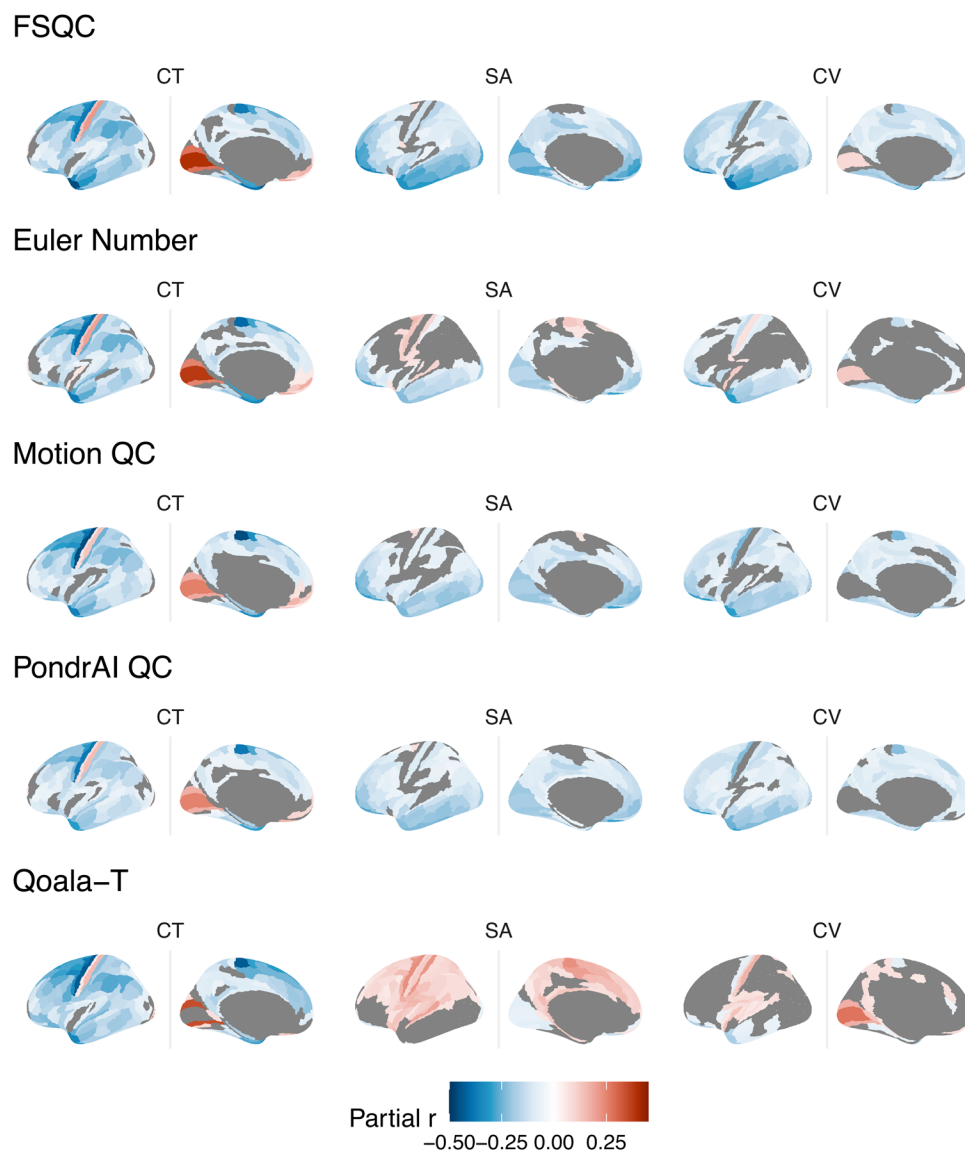 FSQC
CT SA CV
Euler Number
CT SA CV
Motion QC
CT SA CV
PondrAI QC
CT SA CV
Qoala−T
CT SA CV
Partial r
−0.50 −0.25 0.00 0.25